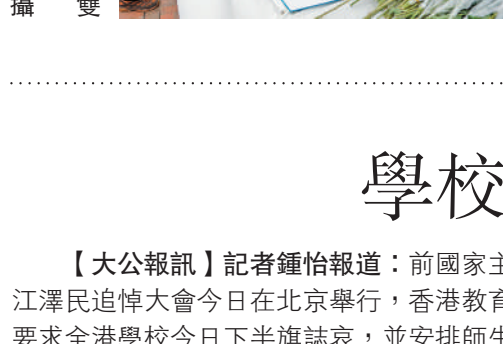 攝 雙
學校
【大公報訊】記者鍾怡報道：前國家主
江澤民追悼大會今日在北京舉行，香港教育
要求全港學校今日下半旗誌哀，並安排師生